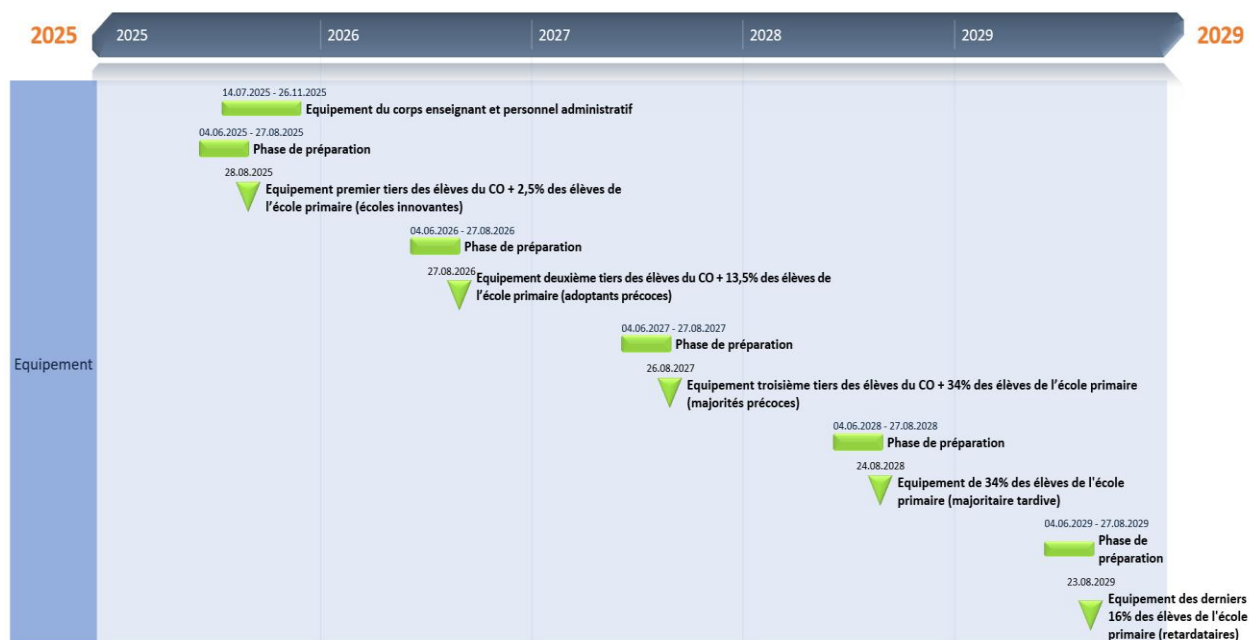 2025
2025
2026
2027
2028
2029
2029
14.07.2025 - 26.11.2025
Equipement du corps enseignant et personnel administratif
04.06.2025 - 27.08.2025
Phase de préparation
28.08.2025
Equipement premier tiers des élèves du CO + 2,5% des élèves de
l’école primaire (écoles innovantes)
04.06.2026 - 27.08.2026
Phase de préparation
27.08.2026
Equipement deuxième tiers des élèves du CO + 13,5% des élèves de
l’école primaire (adoptants précoces)
04.06.2027 - 27.08.2027
Phase de préparation
Equipement
26.08.2027
Equipement troisième tiers des élèves du CO + 34% des élèves de l’école primaire
(majorités précoces)
04.06.2028 - 27.08.2028
Phase de préparation
24.08.2028
Equipement de 34% des élèves de l'école
primaire (majoritaire tardive)
04.06.2029 - 27.08.2029
Phase de
préparation
23.08.2029
Equipement des derniers
16% des élèves de l'école
primaire (retardataires)